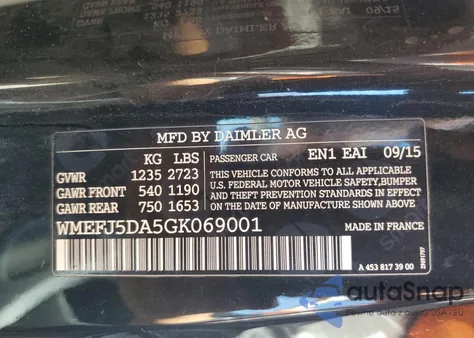 MFD BY DAIMLER AG
KG LBS PASSENGER CAR EN1 EAI 09/15
GVWR 1235 2723
GAWR FRONT 540 1190
GAWR REAR 750 1653
THIS VEHICLE CONFORMS TO ALL APPLICABLE
U.S. FEDERAL MOTOR VEHICLE SAFETY, BUMPER,
AND THEFT PREVENTION STANDARDS IN EFFECT
ON THE DATE OF MANUFACTURE SHOWN ABOVE
WMEFJ5DA5GK069001 MADE IN FRANCE
A 453 817 39 00
autoSnap